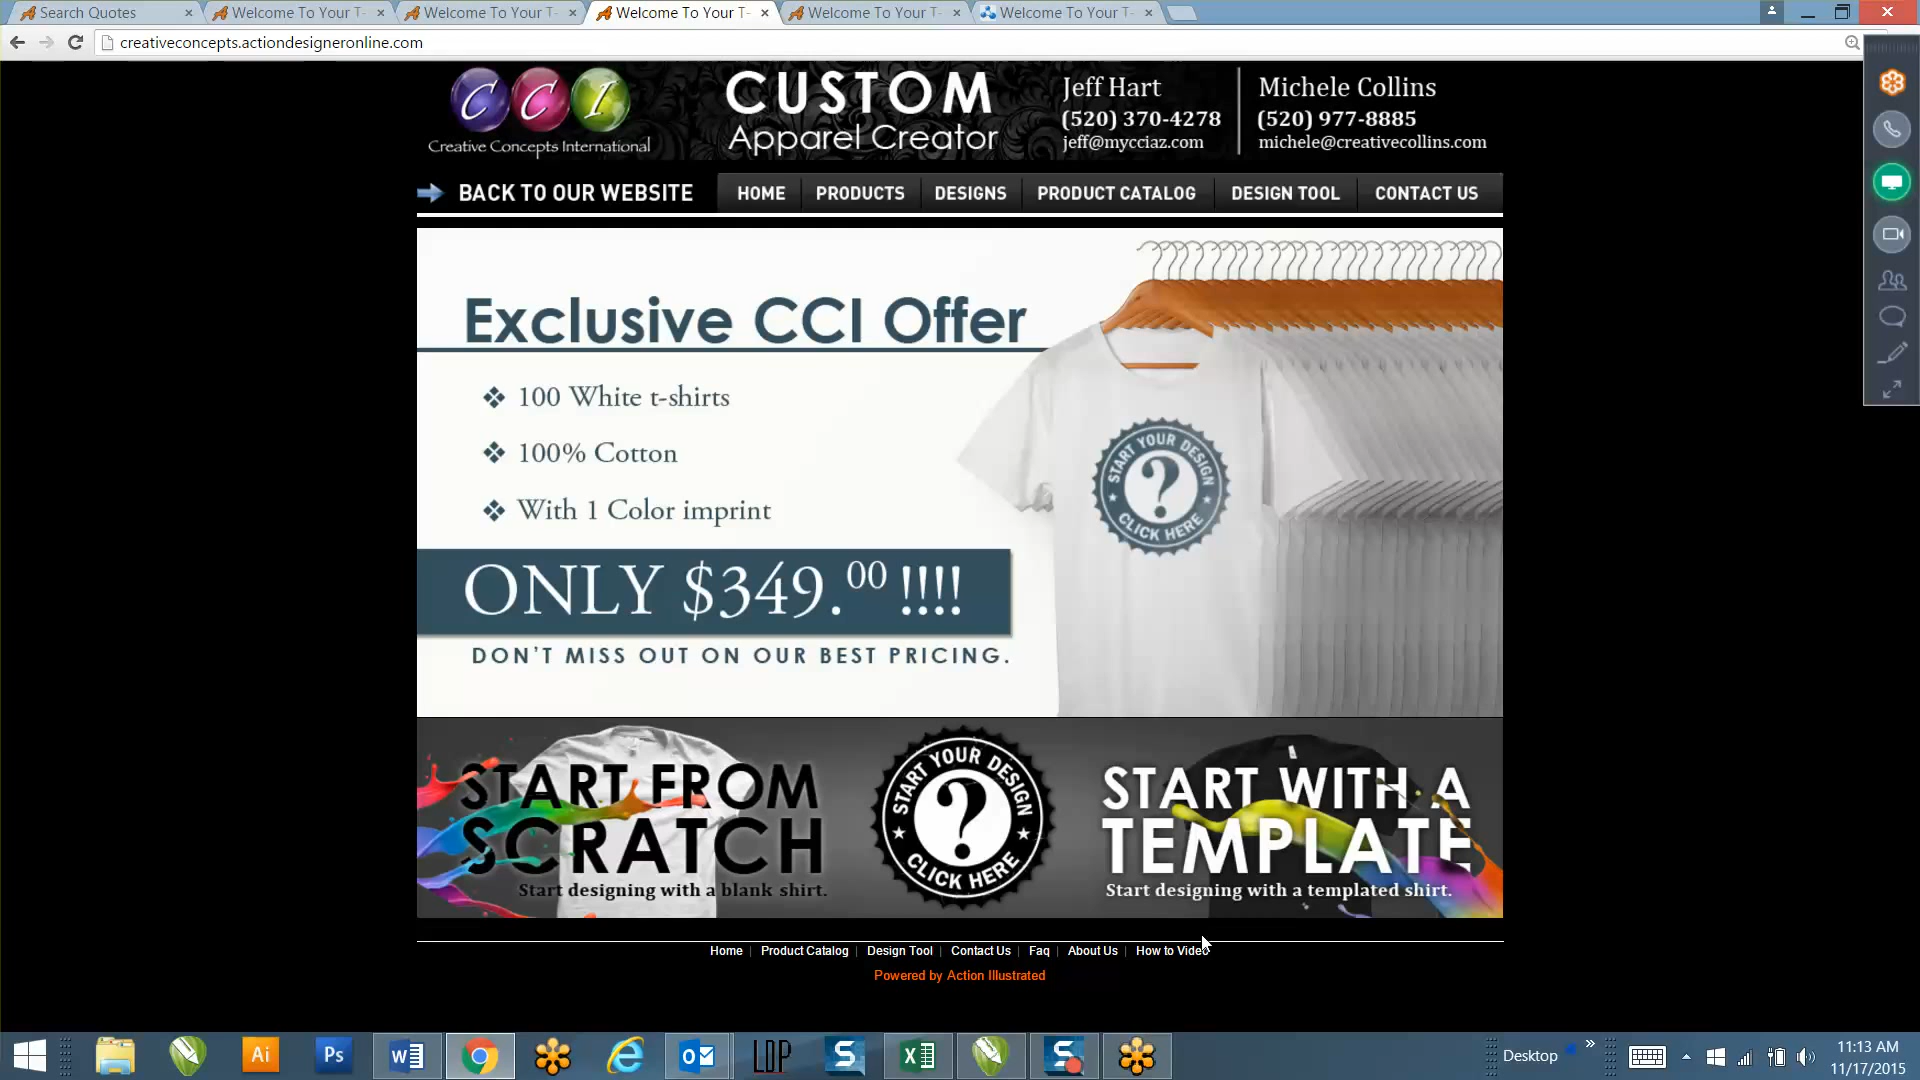 Search Quotes
Welcome To Your T-
Welcome To Your T-
Welcome To Your T-
Welcome To Your T-
Welcome To Your T-
creativeconcepts.actiondesigneronline.com
C C I
Creative Concepts International
CUSTOM
Apparel Creator
Jeff Hart
(520) 370-4278
jeff@mycciaz.com
Michele Collins
(520) 977-8885
michele@creativecollins.com
BACK TO OUR WEBSITE
HOME
PRODUCTS
DESIGNS
PRODUCT CATALOG
DESIGN TOOL
CONTACT US
Exclusive CCI Offer
❖ 100 White t-shirts
❖ 100% Cotton
❖ With 1 Color imprint
ONLY $349.00 !!!!
DON'T MISS OUT ON OUR BEST PRICING.
START YOUR DESIGN
?
CLICK HERE
START FROM
SCRATCH
Start designing with a blank shirt.
START YOUR DESIGN
?
CLICK HERE
START WITH A
TEMPLATE
Start designing with a templated shirt.
Home | Product Catalog | Design Tool | Contact Us | Faq | About Us | How to Video
Powered by Action Illustrated
Ai
Ps
LDP
S
S
Desktop
»
11:13 AM
11/17/2015